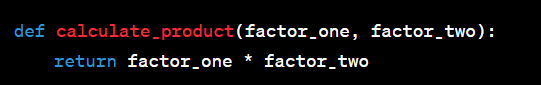 def calculate_product(factor_one, factor_two):
    return factor_one * factor_two